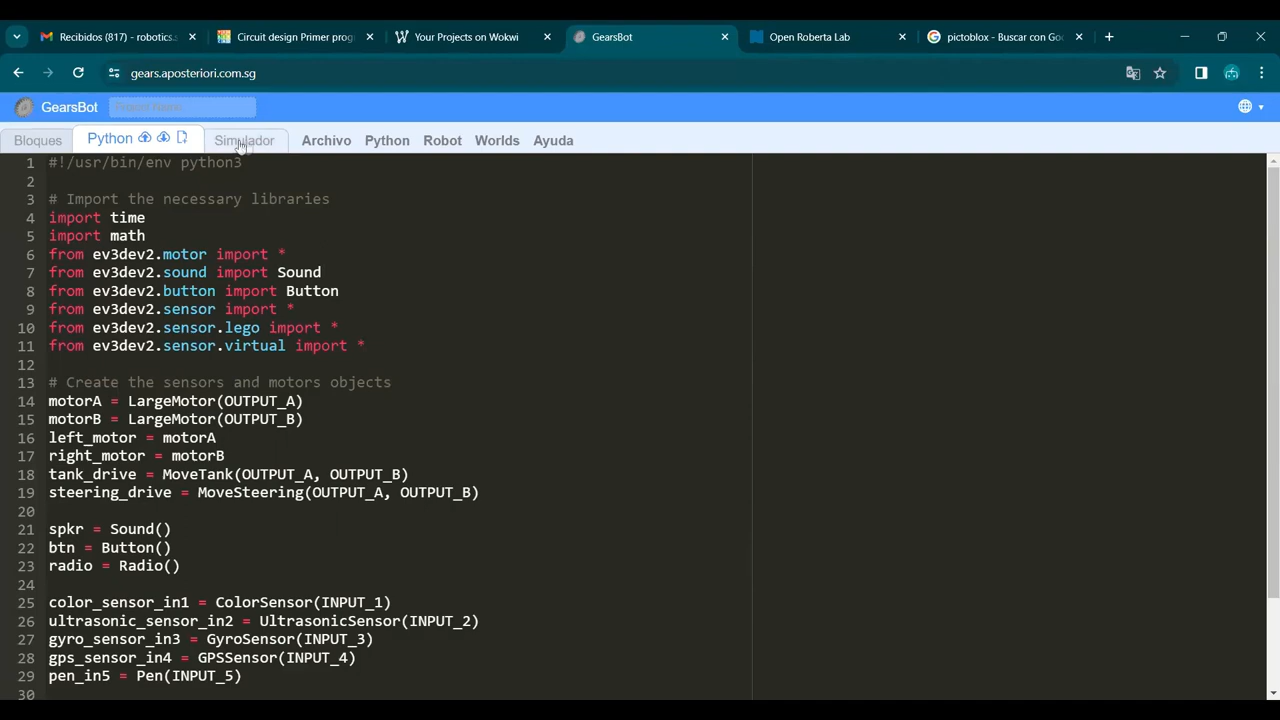 Recibidos (817) - robotics.s
Circuit design Primer prog
Your Projects on Wokwi
GearsBot
Open Roberta Lab
pictoblox - Buscar con Go
gears.aposteriori.com.sg
GearsBot
Bloques Python Simulador Archivo Python Robot Worlds Ayuda
1 #!/usr/bin/env python3
2
3 # Import the necessary libraries
4 import time
5 import math
6 from ev3dev2.motor import *
7 from ev3dev2.sound import Sound
8 from ev3dev2.button import Button
9 from ev3dev2.sensor import *
10 from ev3dev2.sensor.lego import *
11 from ev3dev2.sensor.virtual import *
12
13 # Create the sensors and motors objects
14 motorA = LargeMotor(OUTPUT_A)
15 motorB = LargeMotor(OUTPUT_B)
16 left_motor = motorA
17 right_motor = motorB
18 tank_drive = MoveTank(OUTPUT_A, OUTPUT_B)
19 steering_drive = MoveSteering(OUTPUT_A, OUTPUT_B)
20
21 spkr = Sound()
22 btn = Button()
23 radio = Radio()
24
25 color_sensor_in1 = ColorSensor(INPUT_1)
26 ultrasonic_sensor_in2 = UltrasonicSensor(INPUT_2)
27 gyro_sensor_in3 = GyroSensor(INPUT_3)
28 gps_sensor_in4 = GPSSensor(INPUT_4)
29 pen_in5 = Pen(INPUT_5)
30